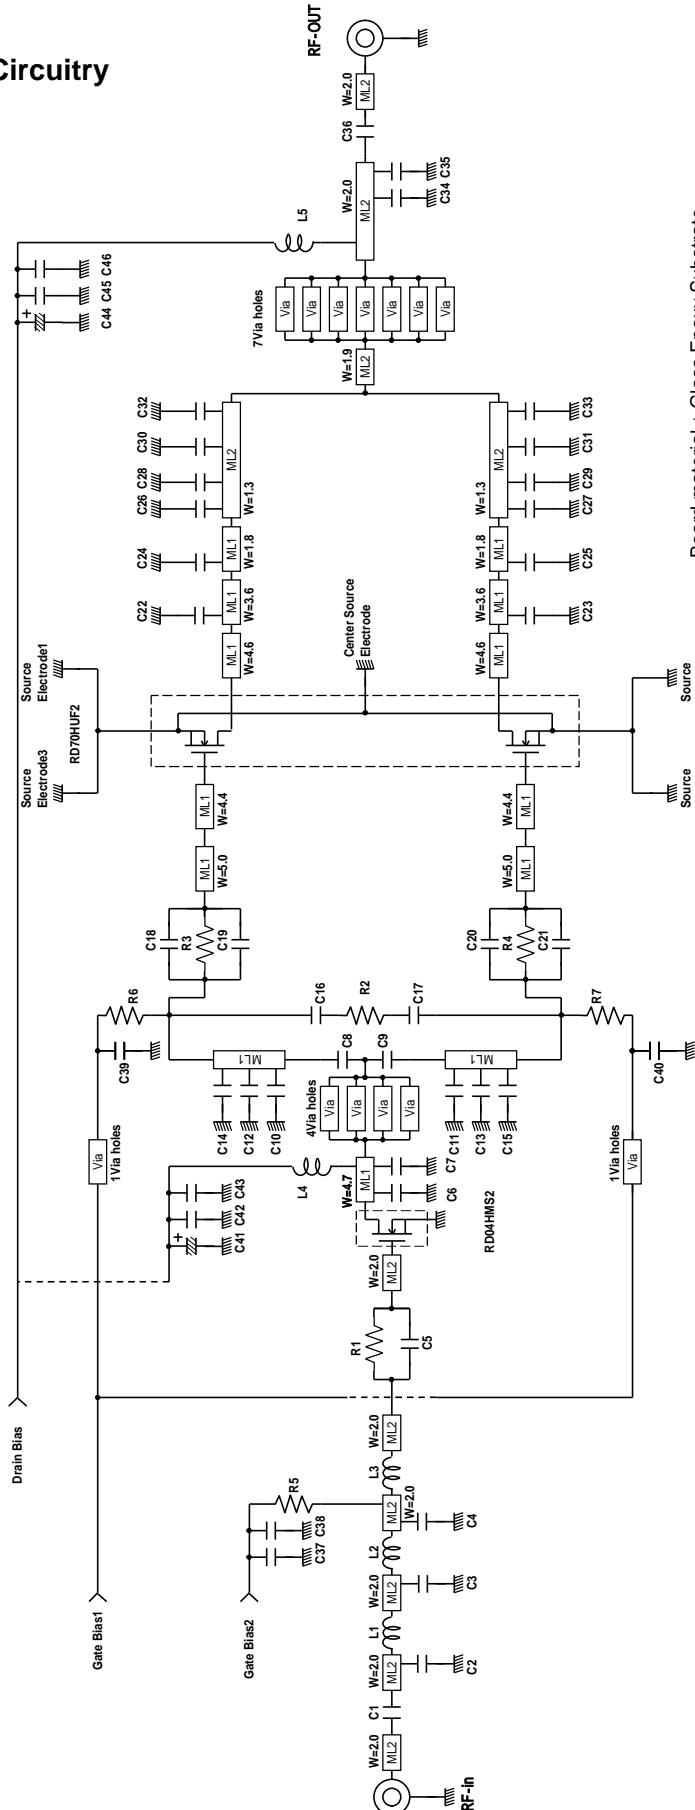 Circuitry
RF-OUT
W=2.0
ML2
C36
W=2.0
ML2
C35
C34
L5
C46
C45
C44
+
7Via holes
Via
Via
Via
Via
Via
Via
Via
W=1.9
ML2
C32
C30
C28
C26
ML2
W=1.3
C33
C31
C29
C27
ML2
W=1.3
C24
ML1
W=1.8
C25
ML1
W=1.8
C22
ML1
W=3.6
C23
ML1
W=3.6
ML1
W=4.6
ML1
W=4.6
Center Source
Electrode
Source
Electrode1
RD70HUF2
Source
Electrode3
Source
Source
ML1
W=4.4
ML1
W=4.4
ML1
W=5.0
ML1
W=5.0
C18
R3
C19
C20
R4
C21
R6
C16
R2
C17
R7
C39
ML1
C8
C9
ML1
C40
C14
C12
C10
4Via holes
Via
Via
Via
Via
C11
C13
C15
Via
1Via holes
Via
1Via holes
L4
W=4.7
ML1
C7
C6
C43
C42
C41
+
RD04HMS2
W=2.0
ML2
R1
C5
Drain Bias
W=2.0
ML2
L3
R5
C38
C37
W=2.0
ML2
C4
L2
W=2.0
ML2
C3
L1
W=2.0
ML2
C2
C1
W=2.0
ML2
RF-in
Gate Bias1
Gate Bias2